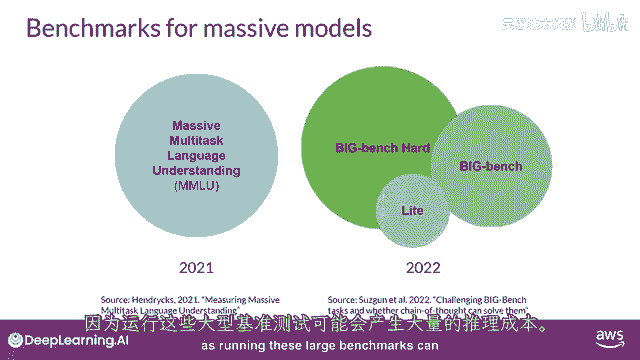 Benchmarks for massive models
Massive
Multitask
Language
Understanding
(MMLU)
BIG-bench Hard
BIG-bench
Lite
2021
2022
Source: Hendrycks, 2021. "Measuring Massive
Multitask Language Understanding"
Source: Suzgun et al. 2022. "Challenging BIG-Bench
tasks and whether chain-of-thought can solve them"
因为运行这些大型基准测试可能会产生大量的推理成本。
as running these large benchmarks can
DeepLearning.AI
aws